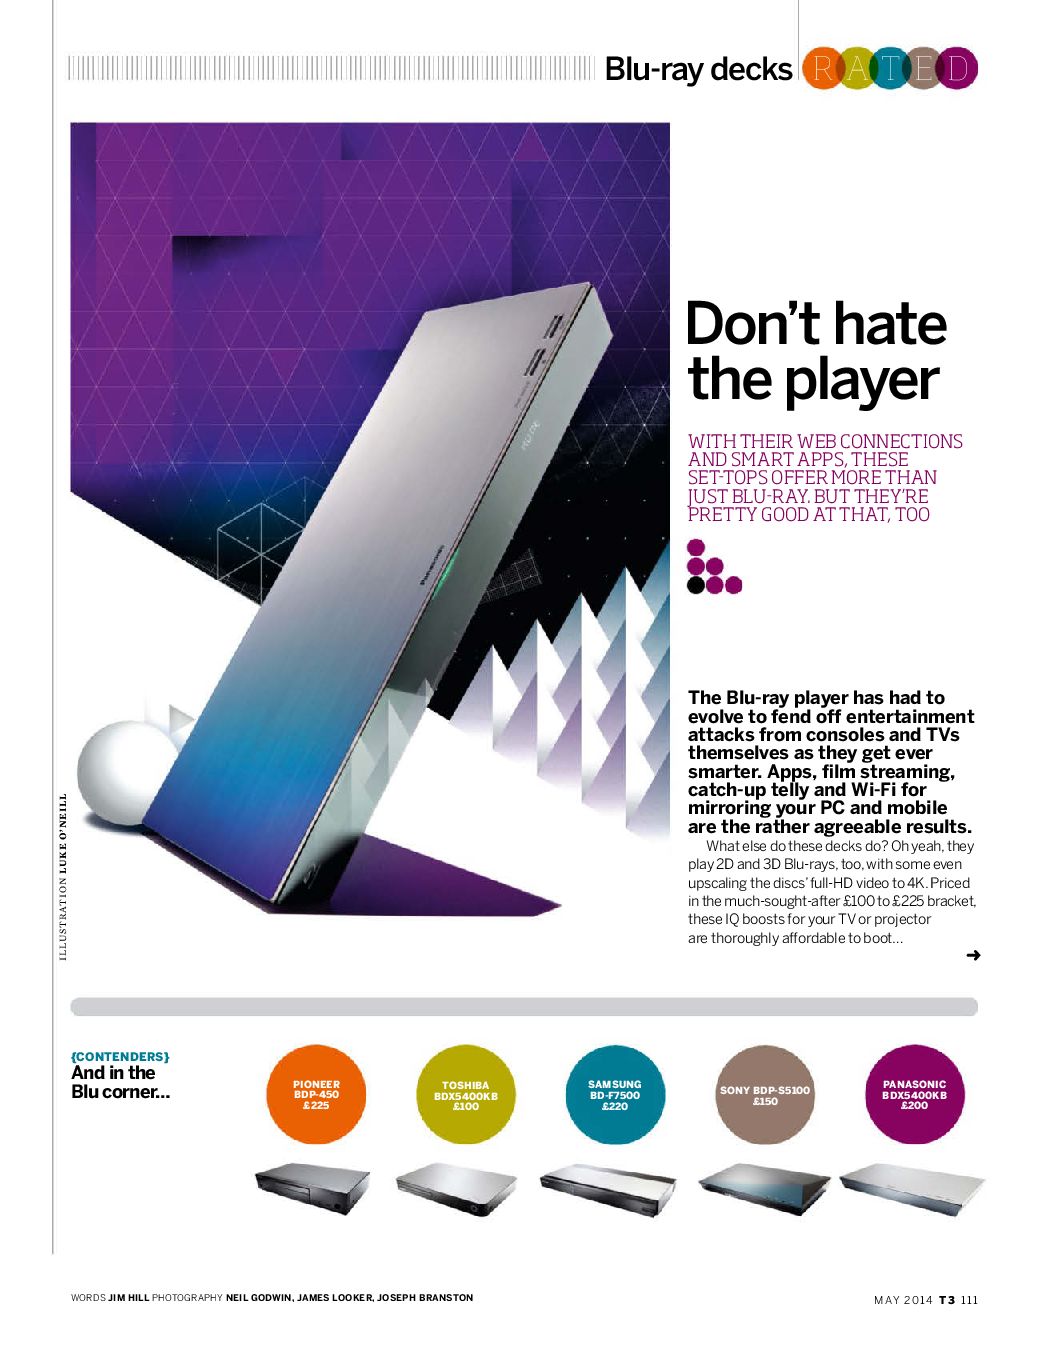 Blu-ray decks RATED
Don't hate
the player
WITH THEIR WEB CONNECTIONS
AND SMART APPS, THESE
SET-TOPS OFFER MORE THAN
JUST BLU-RAY. BUT THEY'RE
PRETTY GOOD AT THAT, TOO
Panasonic
The Blu-ray player has had to
evolve to fend off entertainment
attacks from consoles and TVs
themselves as they get ever
smarter. Apps, film streaming,
catch-up telly and Wi-Fi for
mirroring your PC and mobile
are the rather agreeable results.
What else do these decks do? Oh yeah, they
play 2D and 3D Blu-rays, too, with some even
upscaling the discs' full-HD video to 4K. Priced
in the much-sought-after £100 to £225 bracket,
these IQ boosts for your TV or projector
are thoroughly affordable to boot...
ILLUSTRATION LUKE O'NEILL
{CONTENDERS}
And in the
Blu corner...
PIONEER
BDP-450
£225
TOSHIBA
BDX5400KB
£100
SAMSUNG
BD-F7500
£220
SONY BDP-S5100
£150
PANASONIC
BDX5400KB
£200
WORDS JIM HILL PHOTOGRAPHY NEIL GODWIN, JAMES LOOKER, JOSEPH BRANSTON
MAY 2014 T3 111